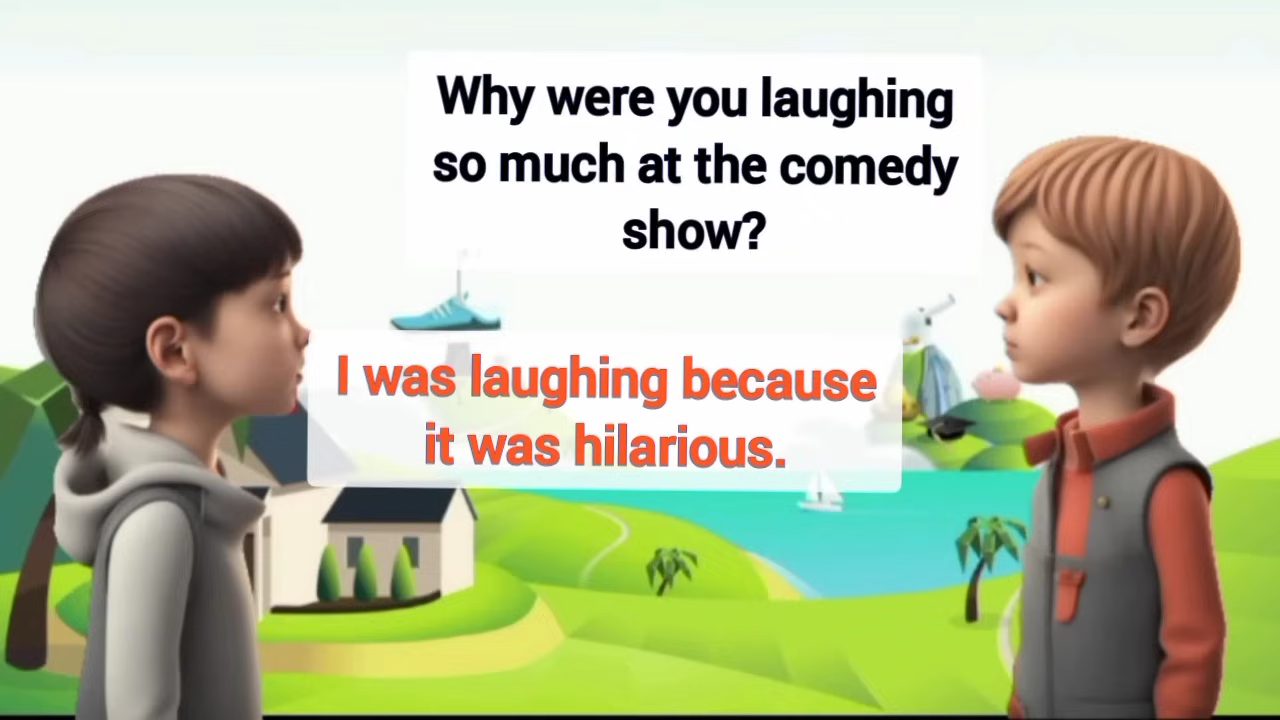 Why were you laughing
so much at the comedy
show?
I was laughing because
it was hilarious.